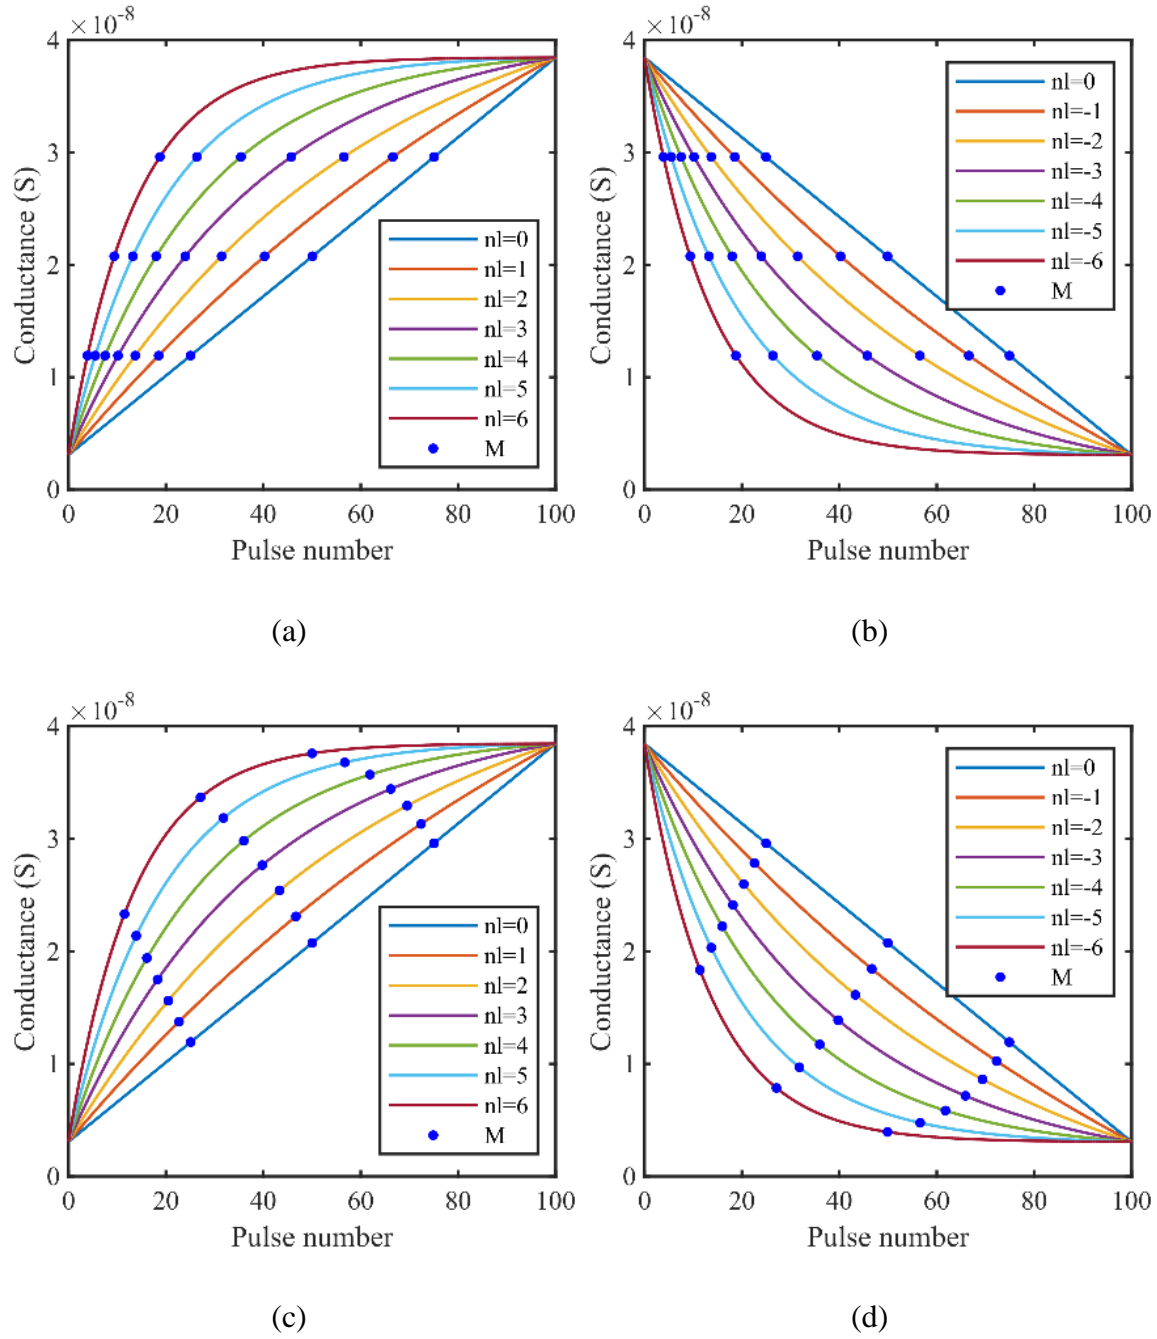 ×10-8
4
3
2
1
0
Conductance (S)
0 20 40 60 80 100
Pulse number
nl=0
nl=1
nl=2
nl=3
nl=4
nl=5
nl=6
M
(a)
×10-8
4
3
2
1
0
Conductance (S)
0 20 40 60 80 100
Pulse number
nl=0
nl=-1
nl=-2
nl=-3
nl=-4
nl=-5
nl=-6
M
(b)
×10-8
4
3
2
1
0
Conductance (S)
0 20 40 60 80 100
Pulse number
nl=0
nl=1
nl=2
nl=3
nl=4
nl=5
nl=6
M
(c)
×10-8
4
3
2
1
0
Conductance (S)
0 20 40 60 80 100
Pulse number
nl=0
nl=-1
nl=-2
nl=-3
nl=-4
nl=-5
nl=-6
M
(d)